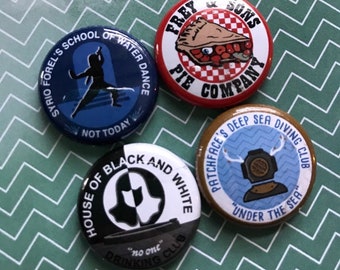 SYRIO FOREL'S SCHOOL OF WATER DANCE
NOT TODAY
FREY & SONS
PIE COMPANY
HOUSE OF BLACK AND WHITE
"no one"
DRINKING CLUB
PATCHFACE'S DEEP SEA DIVING CLUB
"UNDER THE SEA"